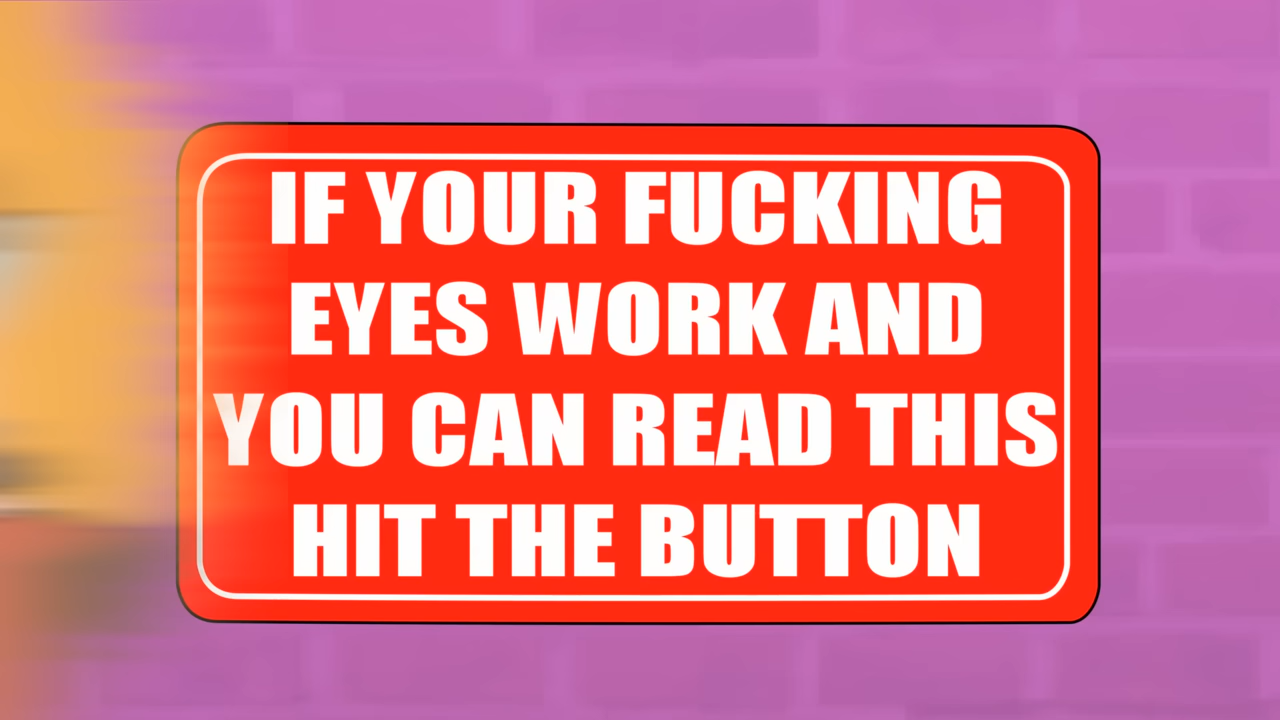 IF YOUR FUCKING
EYES WORK AND
YOU CAN READ THIS
HIT THE BUTTON